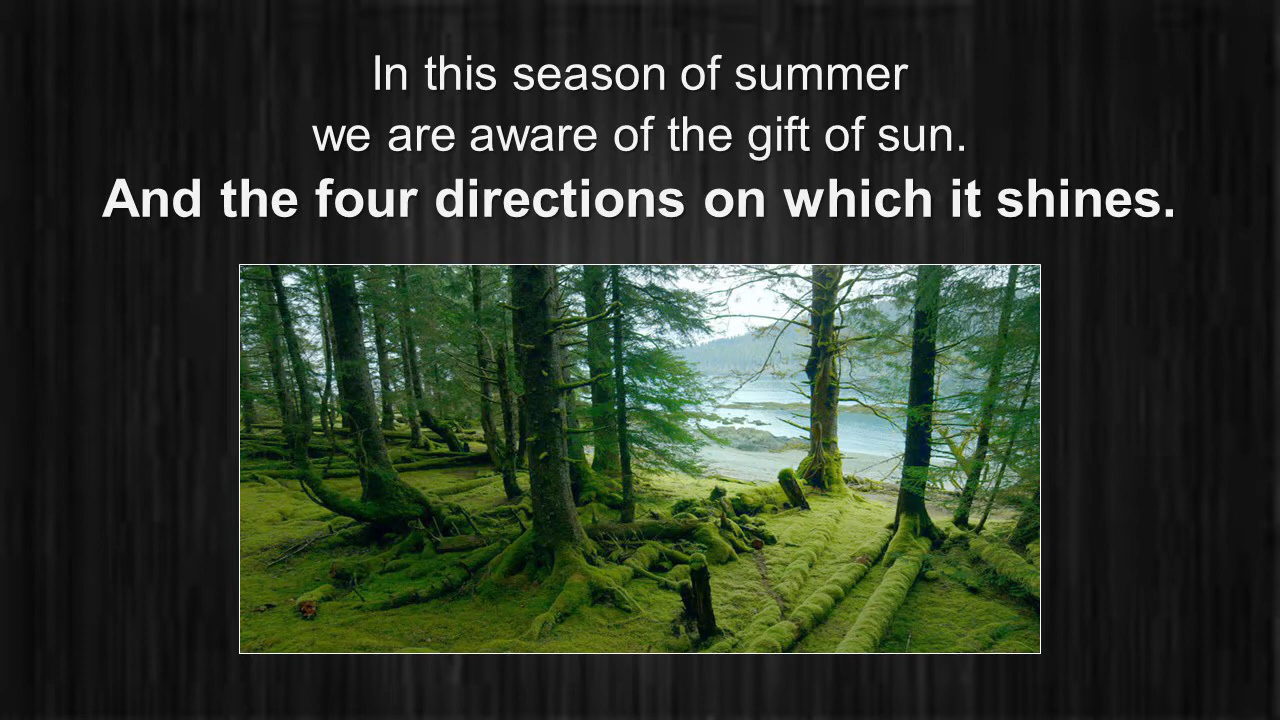 In this season of summer
we are aware of the gift of sun.
And the four directions on which it shines.